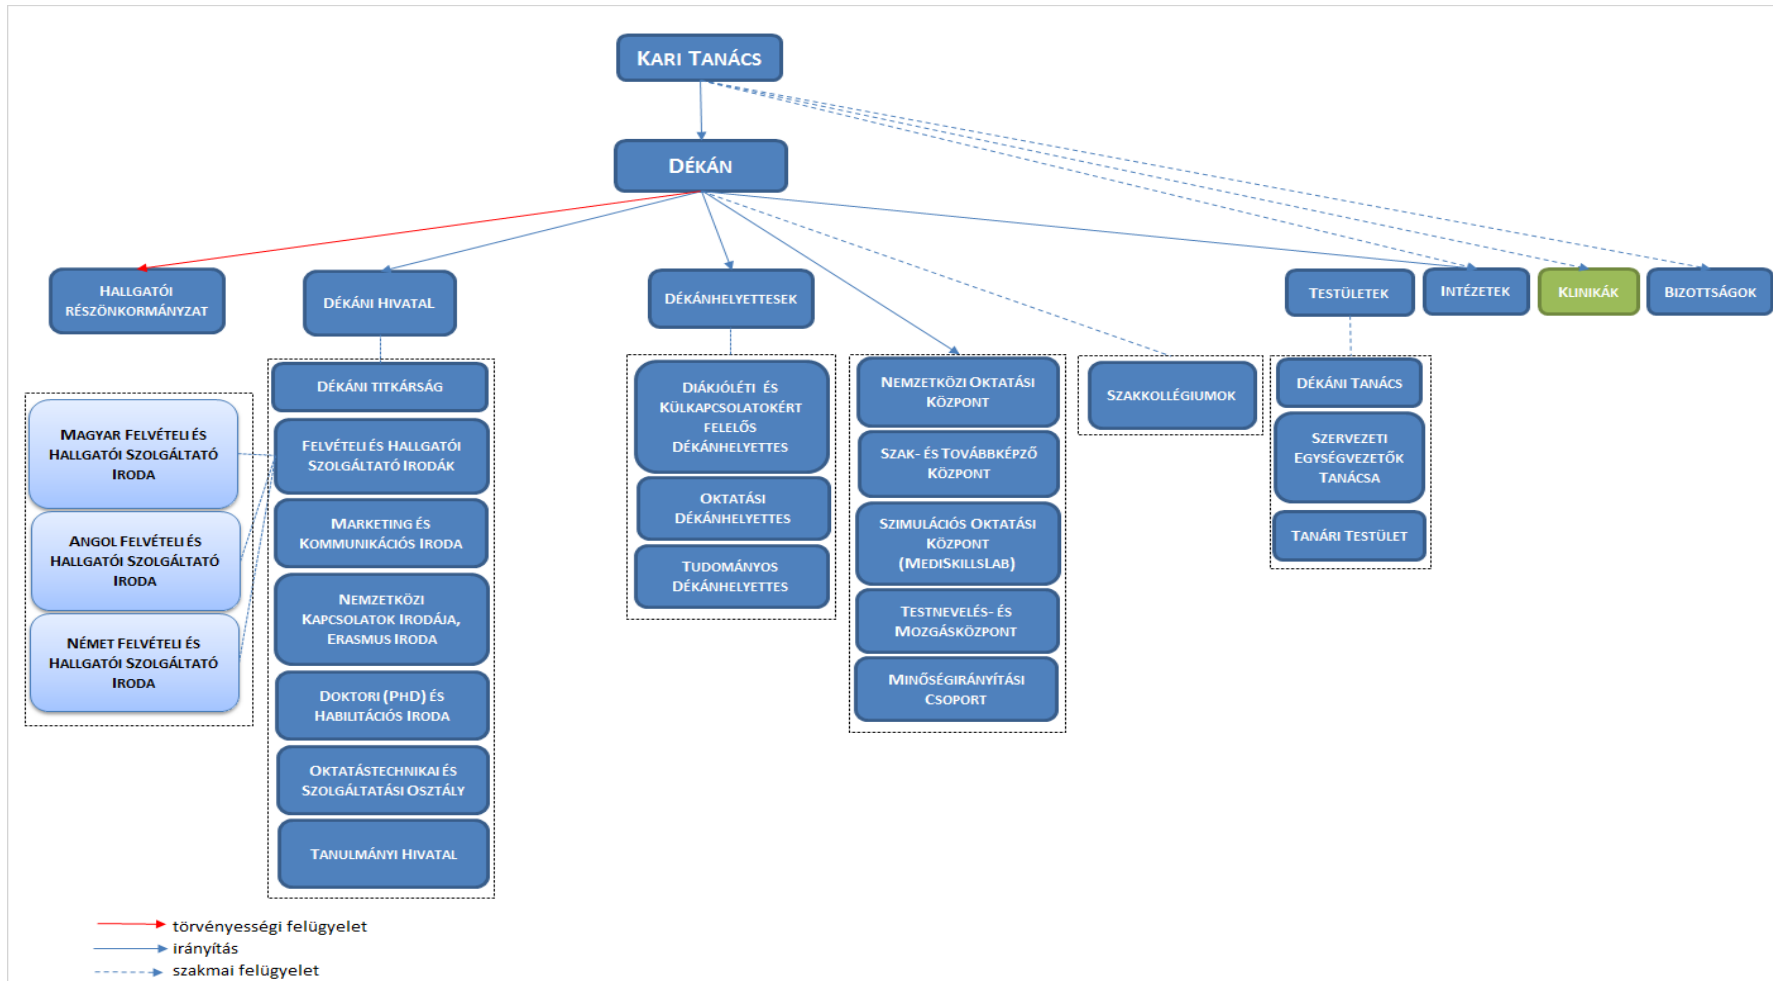 KARI TANÁCS
DÉKÁN
HALLGATÓI
RÉSZÖNKORMÁNYZAT
DÉKÁNI HIVATAL
DÉKÁNHELYETTESEK
TESTÜLETEK
INTÉZETEK
KLINIKÁK
BIZOTTSÁGOK
MAGYAR FELVÉTELI ÉS
HALLGATÓI SZOLGÁLTATÓ
IRODA
ANGOL FELVÉTELI ÉS
HALLGATÓI SZOLGÁLTATÓ
IRODA
NÉMET FELVÉTELI ÉS
HALLGATÓI SZOLGÁLTATÓ
IRODA
DÉKÁNI TITKÁRSÁG
FELVÉTELI ÉS HALLGATÓI
SZOLGÁLTATÓ IRODÁK
MARKETING ÉS
KOMMUNIKÁCIÓS IRODA
NEMZETKÖZI
KAPCSOLATOK IRODÁJA,
ERASMUS IRODA
DOKTORI (PHD) ÉS
HABILITÁCIÓS IRODA
OKTATÁSTECHNIKAI ÉS
SZOLGÁLTATÁSI OSZTÁLY
TANULMÁNYI HIVATAL
DIÁKJÓLÉTI ÉS
KÜLKAPCSOLATOKÉRT
FELELŐS
DÉKÁNHELYETTES
OKTATÁSI
DÉKÁNHELYETTES
TUDOMÁNYOS
DÉKÁNHELYETTES
NEMZETKÖZI OKTATÁSI
KÖZPONT
SZAK- ÉS TOVÁBBKÉPZŐ
KÖZPONT
SZIMULÁCIÓS OKTATÁSI
KÖZPONT
(MEDISKILLSLAB)
TESTNEVELÉS- ÉS
MOZGÁSKÖZPONT
MINŐSÉGIRÁNYÍTÁSI
CSOPORT
SZAKKOLLÉGIUMOK
DÉKÁNI TANÁCS
SZERVEZETI
EGYSÉGVEZETŐK
TANÁCSA
TANÁRI TESTÜLET
törvényességi felügyelet
irányítás
szakmai felügyelet